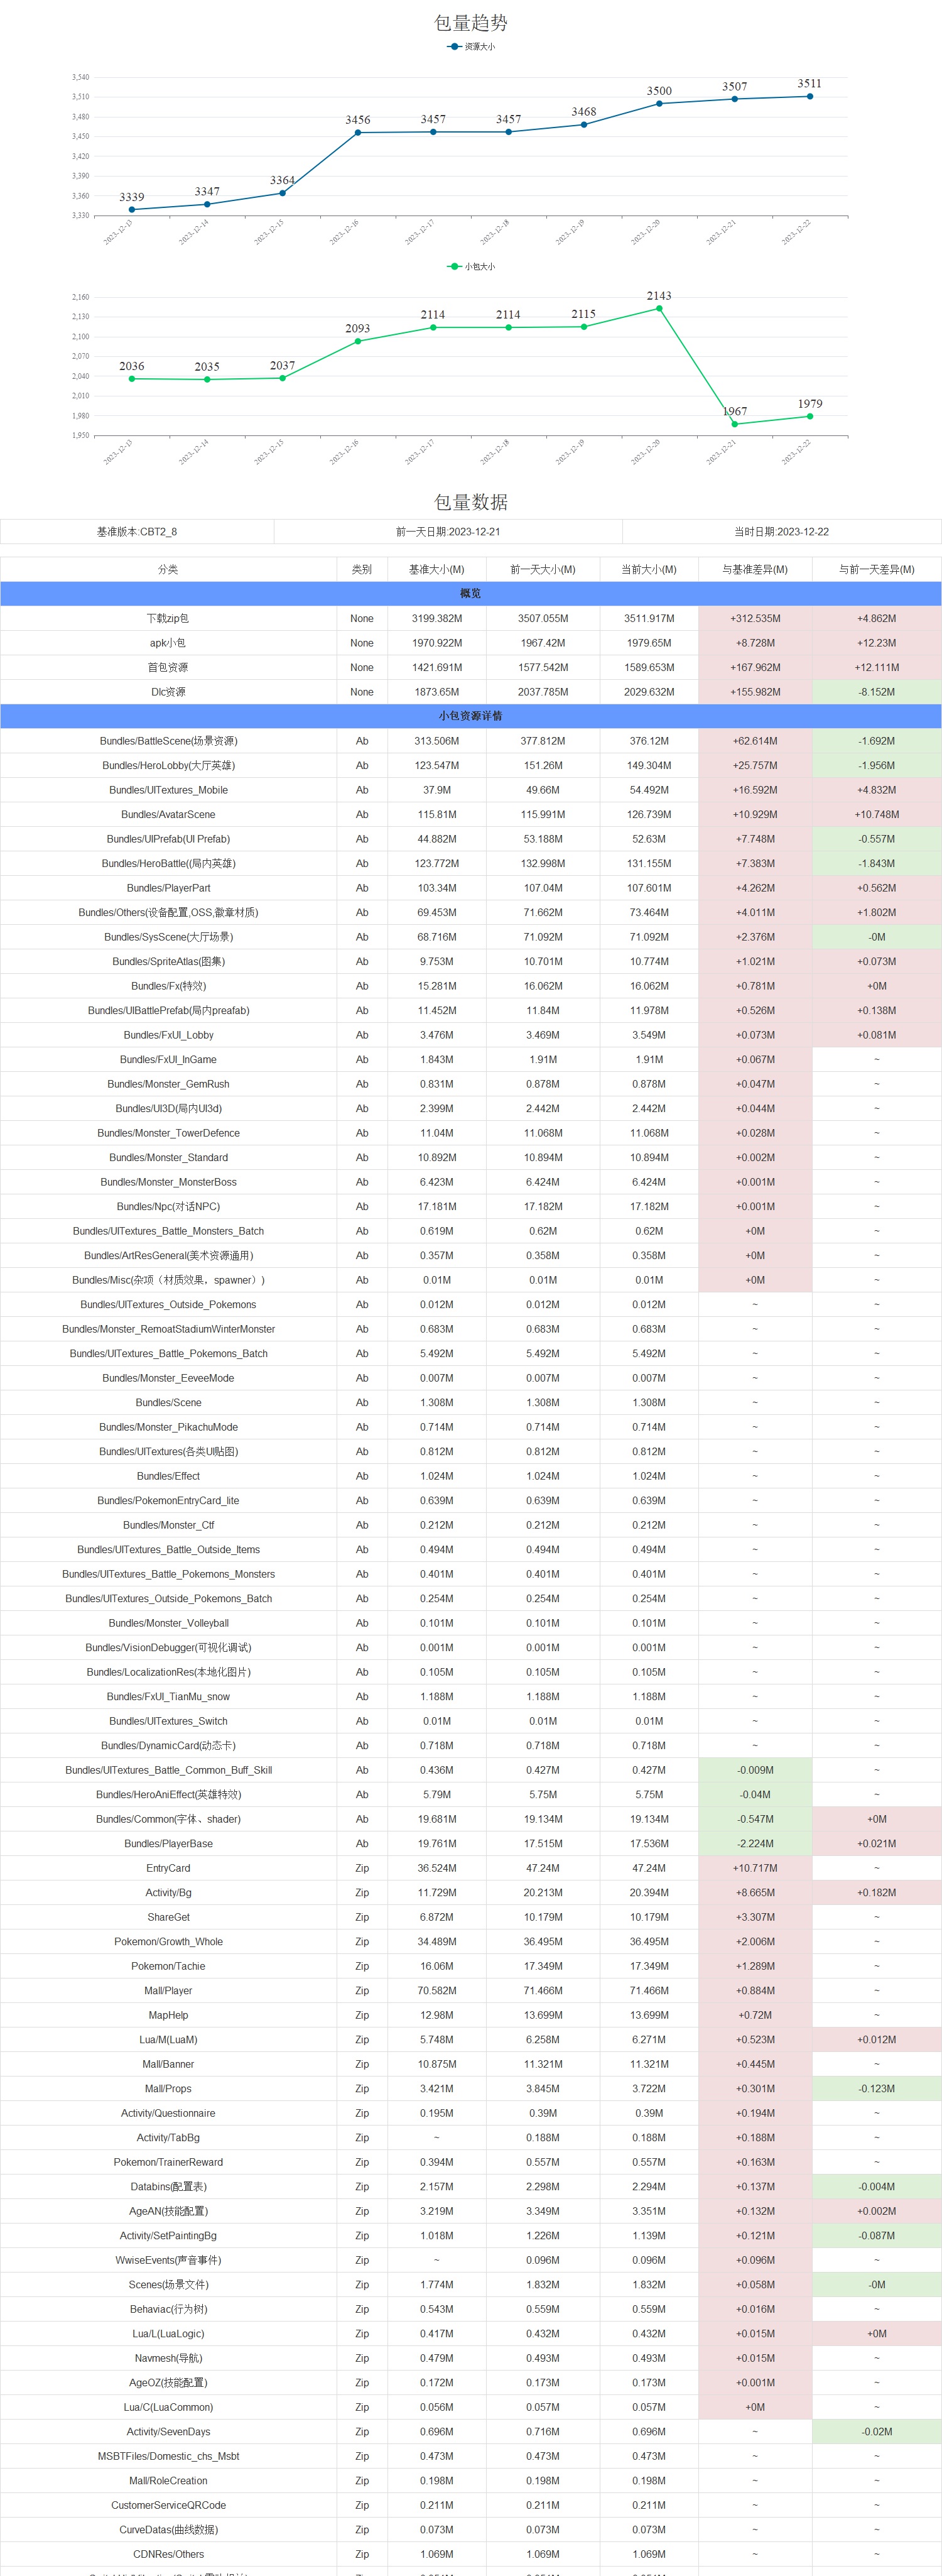 包量趋势
资源大小
3,540
3,510
3,480
3,450
3,420
3,390
3,360
3,330
3339
3347
3364
3456
3457
3457
3468
3500
3507
3511
2023-12-13
2023-12-14
2023-12-15
2023-12-16
2023-12-17
2023-12-18
2023-12-19
2023-12-20
2023-12-21
2023-12-22
小包大小
2,160
2,130
2,100
2,070
2,040
2,010
1,980
1,950
2036
2035
2037
2093
2114
2114
2115
2143
1967
1979
2023-12-13
2023-12-14
2023-12-15
2023-12-16
2023-12-17
2023-12-18
2023-12-19
2023-12-20
2023-12-21
2023-12-22
包量数据
基准版本:CBT2_8 前一天日期:2023-12-21 当时日期:2023-12-22
分类 类别 基准大小(M) 前一天大小(M) 当前大小(M) 与基准差异(M) 与前一天差异(M)
概览
下载zip包 None 3199.382M 3507.055M 3511.917M +312.535M +4.862M
apk小包 None 1970.922M 1967.42M 1979.65M +8.728M +12.23M
首包资源 None 1421.691M 1577.542M 1589.653M +167.962M +12.111M
Dlc资源 None 1873.65M 2037.785M 2029.632M +155.982M -8.152M
小包资源详情
Bundles/BattleScene(场景资源) Ab 313.506M 377.812M 376.12M +62.614M -1.692M
Bundles/HeroLobby(大厅英雄) Ab 123.547M 151.26M 149.304M +25.757M -1.956M
Bundles/UITextures_Mobile Ab 37.9M 49.66M 54.492M +16.592M +4.832M
Bundles/AvatarScene Ab 115.81M 115.991M 126.739M +10.929M +10.748M
Bundles/UIPrefab(UI Prefab) Ab 44.882M 53.188M 52.63M +7.748M -0.557M
Bundles/HeroBattle((局内英雄) Ab 123.772M 132.998M 131.155M +7.383M -1.843M
Bundles/PlayerPart Ab 103.34M 107.04M 107.601M +4.262M +0.562M
Bundles/Others(设备配置,OSS,徽章材质) Ab 69.453M 71.662M 73.464M +4.011M +1.802M
Bundles/SysScene(大厅场景) Ab 68.716M 71.092M 71.092M +2.376M -0M
Bundles/SpriteAtlas(图集) Ab 9.753M 10.701M 10.774M +1.021M +0.073M
Bundles/Fx(特效) Ab 15.281M 16.062M 16.062M +0.781M +0M
Bundles/UIBattlePrefab(局内preafab) Ab 11.452M 11.84M 11.978M +0.526M +0.138M
Bundles/FxUI_Lobby Ab 3.476M 3.469M 3.549M +0.073M +0.081M
Bundles/FxUI_InGame Ab 1.843M 1.91M 1.91M +0.067M ~
Bundles/Monster_GemRush Ab 0.831M 0.878M 0.878M +0.047M ~
Bundles/UI3D(局内UI3d) Ab 2.399M 2.442M 2.442M +0.044M ~
Bundles/Monster_TowerDefence Ab 11.04M 11.068M 11.068M +0.028M ~
Bundles/Monster_Standard Ab 10.892M 10.894M 10.894M +0.002M ~
Bundles/Monster_MonsterBoss Ab 6.423M 6.424M 6.424M +0.001M ~
Bundles/Npc(对话NPC) Ab 17.181M 17.182M 17.182M +0.001M ~
Bundles/UITextures_Battle_Monsters_Batch Ab 0.619M 0.62M 0.62M +0M ~
Bundles/ArtResGeneral(美术资源通用) Ab 0.357M 0.358M 0.358M +0M ~
Bundles/Misc(杂项（材质效果，spawner）) Ab 0.01M 0.01M 0.01M +0M ~
Bundles/UITextures_Outside_Pokemons Ab 0.012M 0.012M 0.012M ~ ~
Bundles/Monster_RemoatStadiumWinterMonster Ab 0.683M 0.683M 0.683M ~ ~
Bundles/UITextures_Battle_Pokemons_Batch Ab 5.492M 5.492M 5.492M ~ ~
Bundles/Monster_EeveeMode Ab 0.007M 0.007M 0.007M ~ ~
Bundles/Scene Ab 1.308M 1.308M 1.308M ~ ~
Bundles/Monster_PikachuMode Ab 0.714M 0.714M 0.714M ~ ~
Bundles/UITextures(各类UI贴图) Ab 0.812M 0.812M 0.812M ~ ~
Bundles/Effect Ab 1.024M 1.024M 1.024M ~ ~
Bundles/PokemonEntryCard_lite Ab 0.639M 0.639M 0.639M ~ ~
Bundles/Monster_Ctf Ab 0.212M 0.212M 0.212M ~ ~
Bundles/UITextures_Battle_Outside_Items Ab 0.494M 0.494M 0.494M ~ ~
Bundles/UITextures_Battle_Pokemons_Monsters Ab 0.401M 0.401M 0.401M ~ ~
Bundles/UITextures_Outside_Pokemons_Batch Ab 0.254M 0.254M 0.254M ~ ~
Bundles/Monster_Volleyball Ab 0.101M 0.101M 0.101M ~ ~
Bundles/VisionDebugger(可视化调试) Ab 0.001M 0.001M 0.001M ~ ~
Bundles/LocalizationRes(本地化图片) Ab 0.105M 0.105M 0.105M ~ ~
Bundles/FxUI_TianMu_snow Ab 1.188M 1.188M 1.188M ~ ~
Bundles/UITextures_Switch Ab 0.01M 0.01M 0.01M ~ ~
Bundles/DynamicCard(动态卡) Ab 0.718M 0.718M 0.718M ~ ~
Bundles/UITextures_Battle_Common_Buff_Skill Ab 0.436M 0.427M 0.427M -0.009M ~
Bundles/HeroAniEffect(英雄特效) Ab 5.79M 5.75M 5.75M -0.04M ~
Bundles/Common(字体、shader) Ab 19.681M 19.134M 19.134M -0.547M +0M
Bundles/PlayerBase Ab 19.761M 17.515M 17.536M -2.224M +0.021M
EntryCard Zip 36.524M 47.24M 47.24M +10.717M ~
Activity/Bg Zip 11.729M 20.213M 20.394M +8.665M +0.182M
ShareGet Zip 6.872M 10.179M 10.179M +3.307M ~
Pokemon/Growth_Whole Zip 34.489M 36.495M 36.495M +2.006M ~
Pokemon/Tachie Zip 16.06M 17.349M 17.349M +1.289M ~
Mall/Player Zip 70.582M 71.466M 71.466M +0.884M ~
MapHelp Zip 12.98M 13.699M 13.699M +0.72M ~
Lua/M(LuaM) Zip 5.748M 6.258M 6.271M +0.523M +0.012M
Mall/Banner Zip 10.875M 11.321M 11.321M +0.445M ~
Mall/Props Zip 3.421M 3.845M 3.722M +0.301M -0.123M
Activity/Questionnaire Zip 0.195M 0.39M 0.39M +0.194M ~
Activity/TabBg Zip ~ 0.188M 0.188M +0.188M ~
Pokemon/TrainerReward Zip 0.394M 0.557M 0.557M +0.163M ~
Databins(配置表) Zip 2.157M 2.298M 2.294M +0.137M -0.004M
AgeAN(技能配置) Zip 3.219M 3.349M 3.351M +0.132M +0.002M
Activity/SetPaintingBg Zip 1.018M 1.226M 1.139M +0.121M -0.087M
WwiseEvents(声音事件) Zip ~ 0.096M 0.096M +0.096M ~
Scenes(场景文件) Zip 1.774M 1.832M 1.832M +0.058M -0M
Behaviac(行为树) Zip 0.543M 0.559M 0.559M +0.016M ~
Lua/L(LuaLogic) Zip 0.417M 0.432M 0.432M +0.015M +0M
Navmesh(导航) Zip 0.479M 0.493M 0.493M +0.015M ~
AgeOZ(技能配置) Zip 0.172M 0.173M 0.173M +0.001M ~
Lua/C(LuaCommon) Zip 0.056M 0.057M 0.057M +0M ~
Activity/SevenDays Zip 0.696M 0.716M 0.696M ~ -0.02M
MSBTFiles/Domestic_chs_Msbt Zip 0.473M 0.473M 0.473M ~ ~
Mall/RoleCreation Zip 0.198M 0.198M 0.198M ~ ~
CustomerServiceQRCode Zip 0.211M 0.211M 0.211M ~ ~
CurveDatas(曲线数据) Zip 0.073M 0.073M 0.073M ~ ~
CDNRes/Others Zip 1.069M 1.069M 1.069M ~ ~